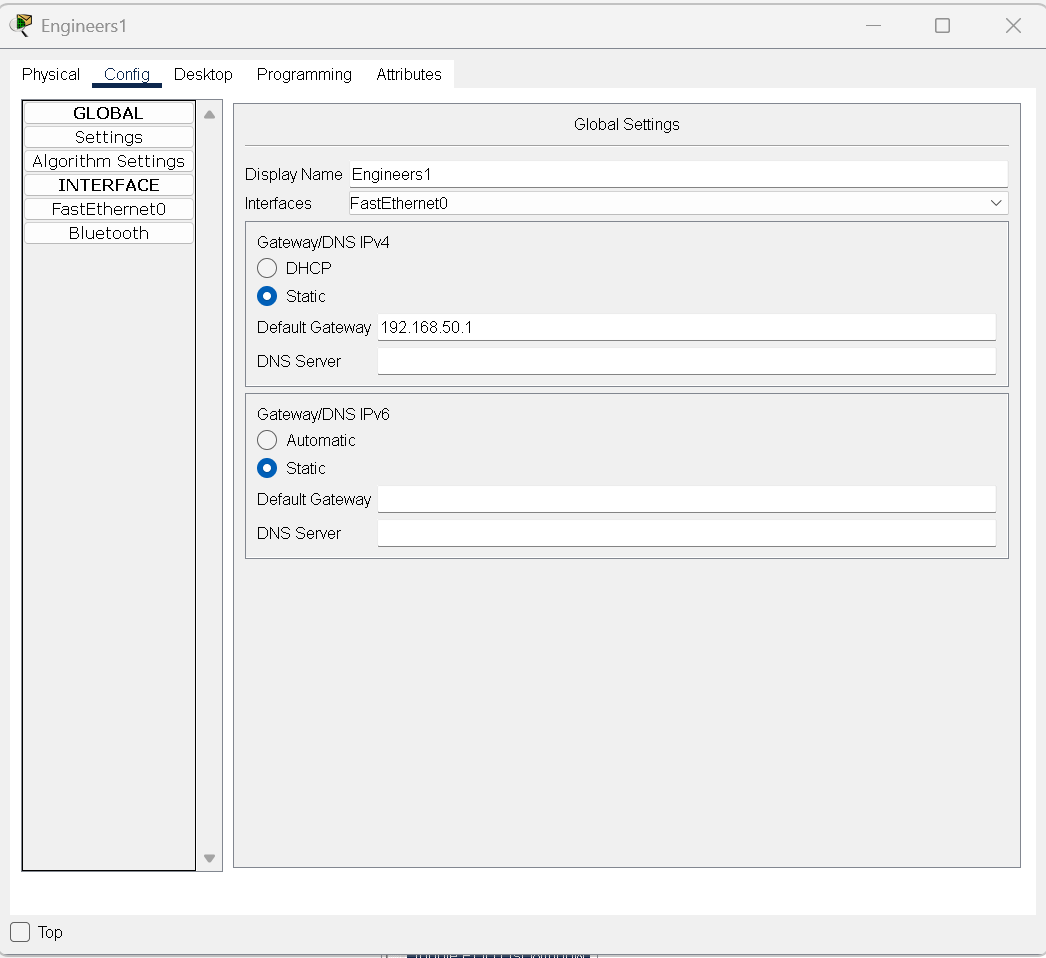 Engineers1
Physical Config Desktop Programming Attributes
GLOBAL
Settings
Algorithm Settings
INTERFACE
FastEthernet0
Bluetooth
Global Settings
Display Name Engineers1
Interfaces FastEthernet0
Gateway/DNS IPv4
DHCP
Static
Default Gateway 192.168.50.1
DNS Server
Gateway/DNS IPv6
Automatic
Static
Default Gateway
DNS Server
Top